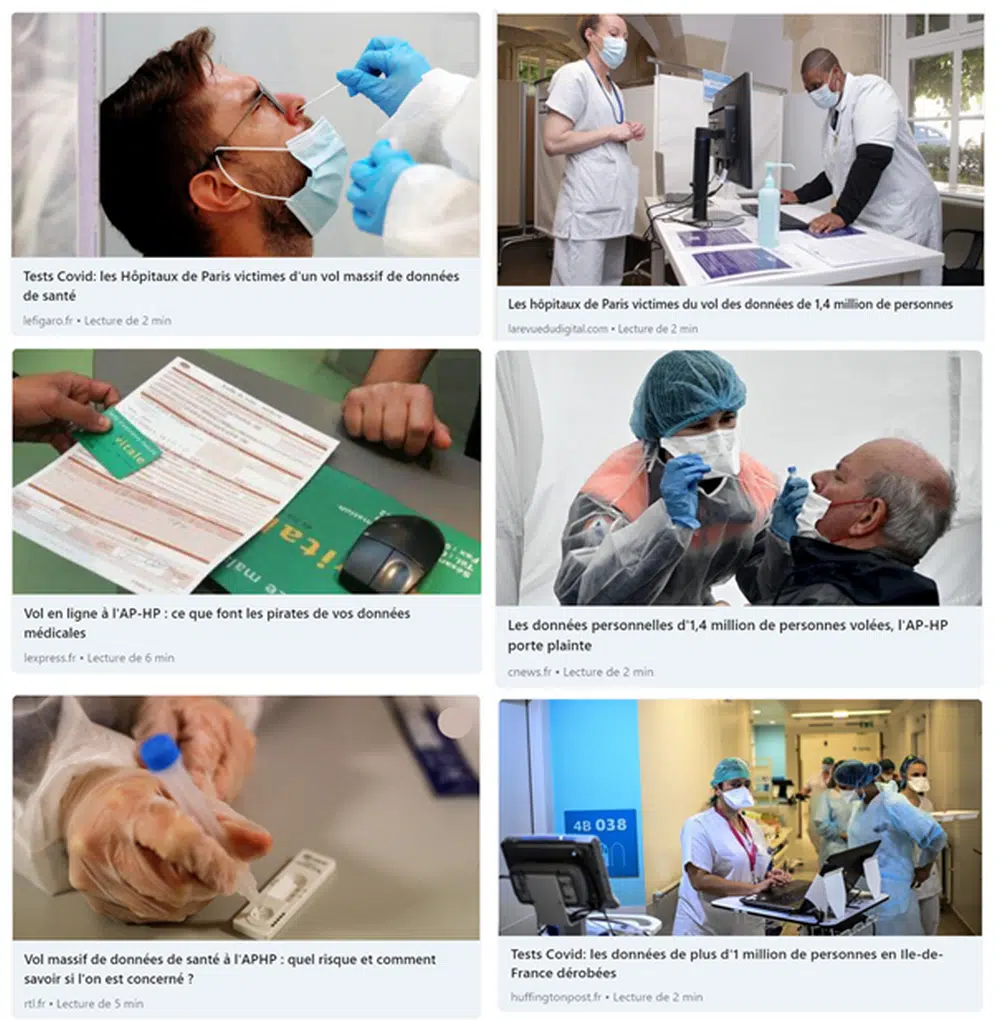 Tests Covid: les Hôpitaux de Paris victimes d'un vol massif de données
de santé
lefigaro.fr • Lecture de 2 min
Les hôpitaux de Paris victimes du vol des données de 1,4 million de personnes
larevuedudigital.com • Lecture de 2 min
vitale
vitale
Vol en ligne à l'AP-HP : ce que font les pirates de vos données
médicales
lexpress.fr • Lecture de 6 min
Les données personnelles d'1,4 million de personnes volées, l'AP-HP
porte plainte
cnews.fr • Lecture de 2 min
Vol massif de données de santé à l'APHP : quel risque et comment
savoir si l'on est concerné ?
rtl.fr • Lecture de 5 min
4B 038
Tests Covid: les données de plus d'1 million de personnes en Ile-de-
France dérobées
huffingtonpost.fr • Lecture de 2 min